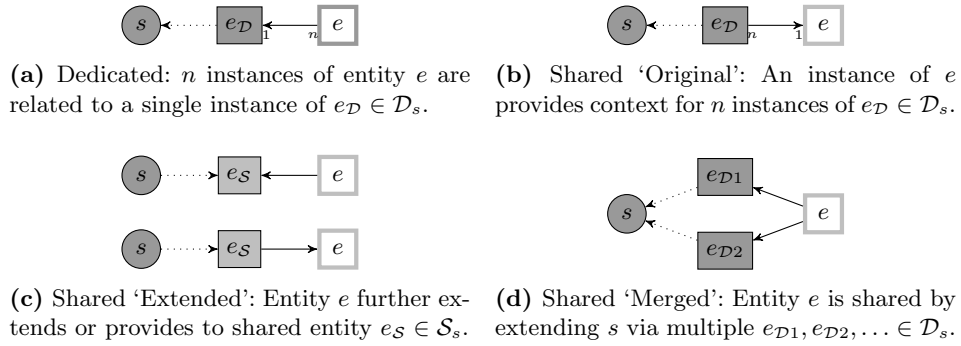 s e𝒟 1 n e
(a) Dedicated: n instances of entity e are
related to a single instance of e𝒟 ∈ 𝒟s.
s e𝒟 n 1 e
(b) Shared ‘Original’: An instance of e
provides context for n instances of e𝒟 ∈ 𝒟s.
s e𝒮 e
s e𝒮 e
(c) Shared ‘Extended’: Entity e further ex-
tends or provides to shared entity e𝒮 ∈ 𝒮s.
e𝒟1
s e
e𝒟2
(d) Shared ‘Merged’: Entity e is shared by
extending s via multiple e𝒟1, e𝒟2, . . . ∈ 𝒟s.